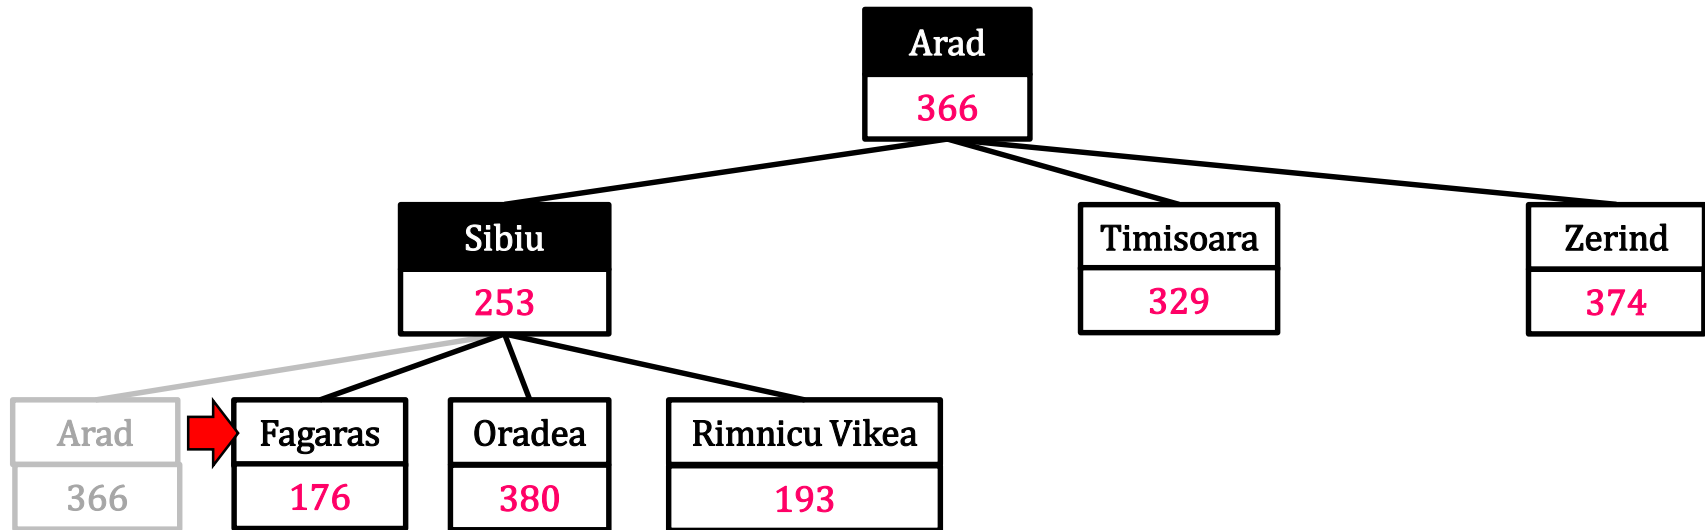 Arad
366
Sibiu
253
Timisoara
329
Zerind
374
Arad
366
Fagaras
176
Oradea
380
Rimnicu Vikea
193